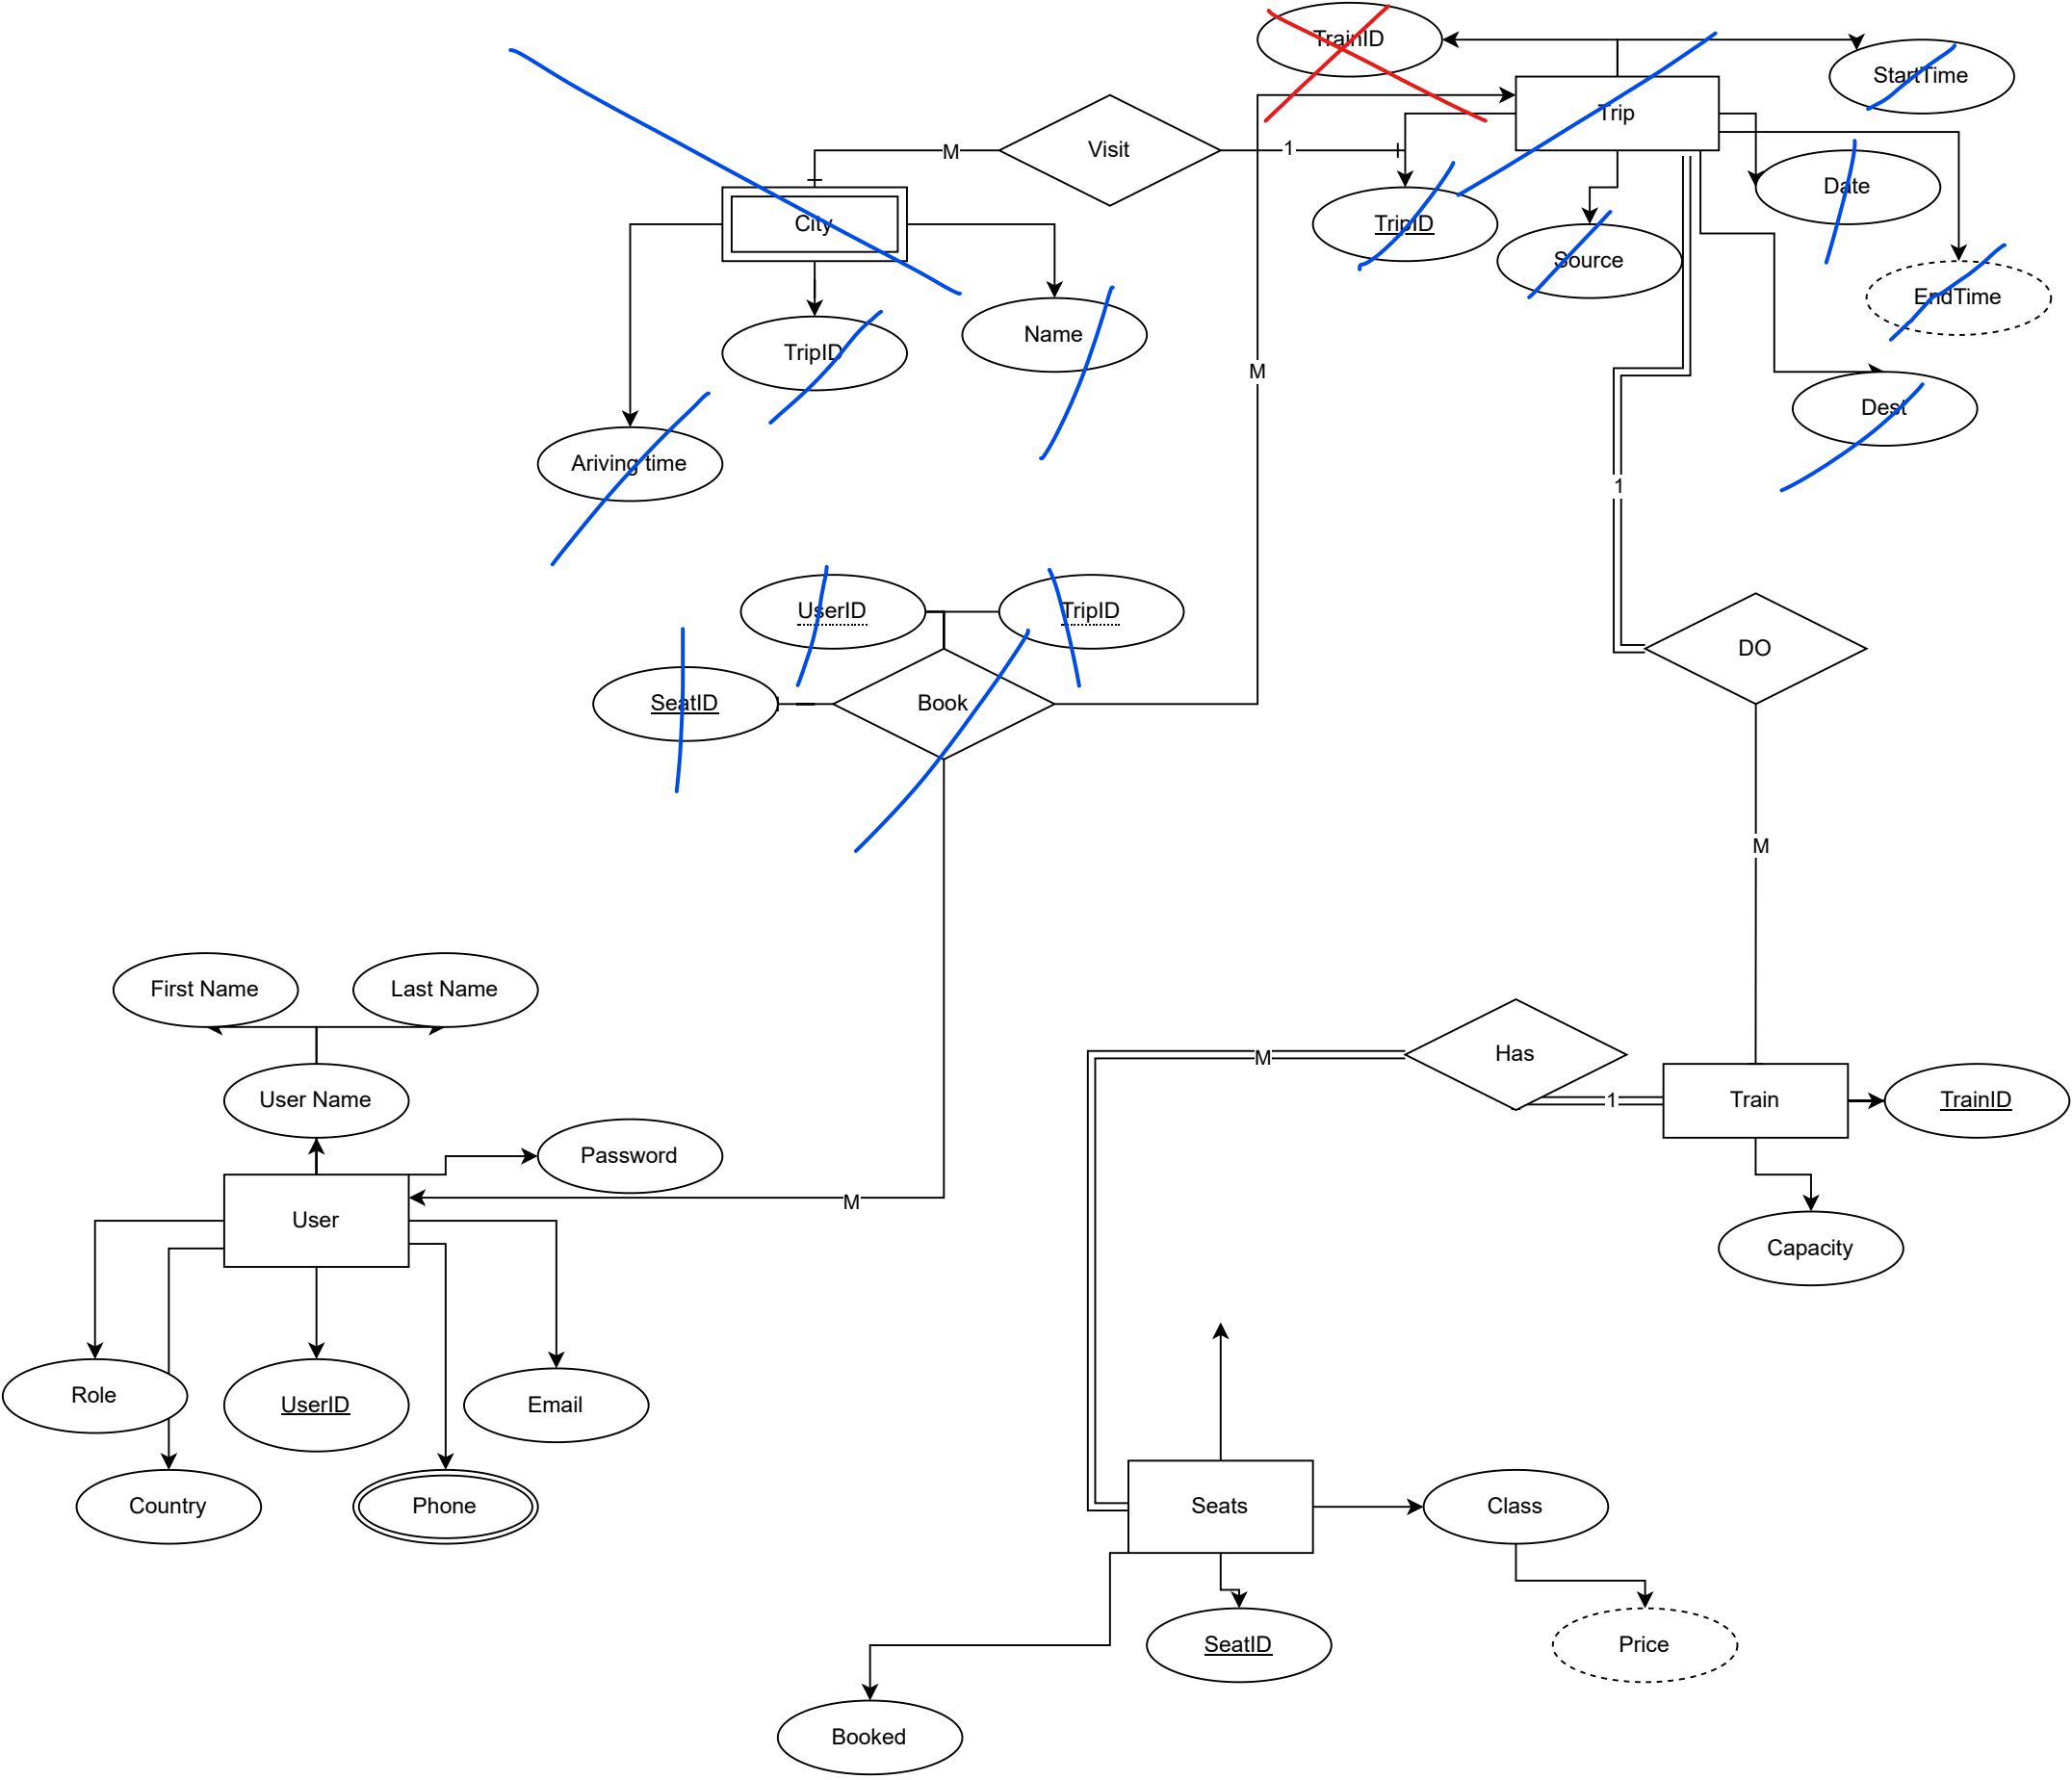 TrainID
StartTime
Trip
Visit
M
1
City
TripID
Source
Date
EndTime
TripID
Name
M
Dest
Ariving time
1
UserID
TripID
SeatID
Book
DO
M
First Name
Last Name
Has
M
User Name
1
Train
TrainID
Password
M
User
Capacity
Role
UserID
Email
Country
Phone
Seats
Class
SeatID
Price
Booked